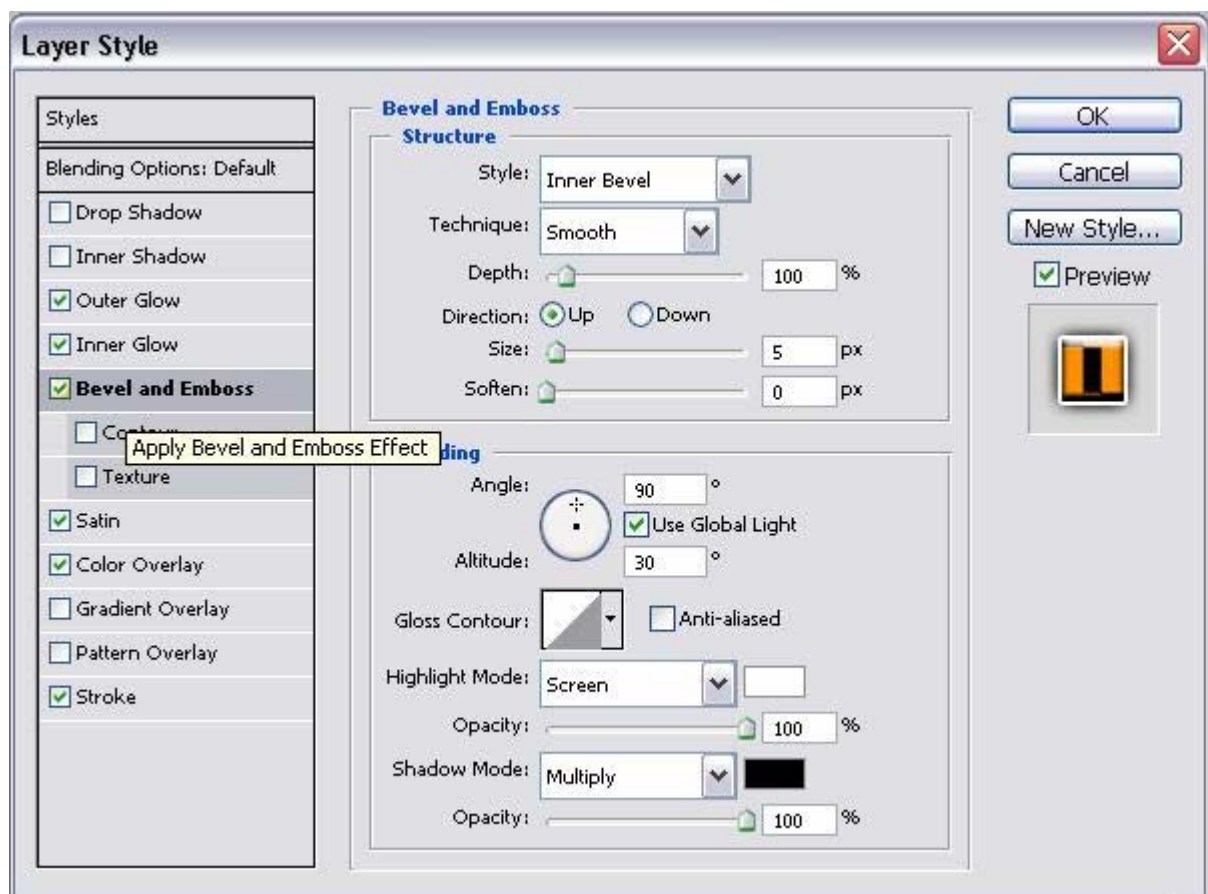 Layer Style
Styles
Blending Options: Default
Drop Shadow
Inner Shadow
Outer Glow
Inner Glow
Bevel and Emboss
Apply Bevel and Emboss Effect
Texture
Satin
Color Overlay
Gradient Overlay
Pattern Overlay
Stroke
Bevel and Emboss
Structure
Style: Inner Bevel
Technique: Smooth
Depth: 100 %
Direction: Up Down
Size: 5 px
Soften: 0 px
Angle: 90 °
Use Global Light
Altitude: 30 °
Gloss Contour: Anti-aliased
Highlight Mode: Screen
Opacity: 100 %
Shadow Mode: Multiply
Opacity: 100 %
OK
Cancel
New Style...
Preview